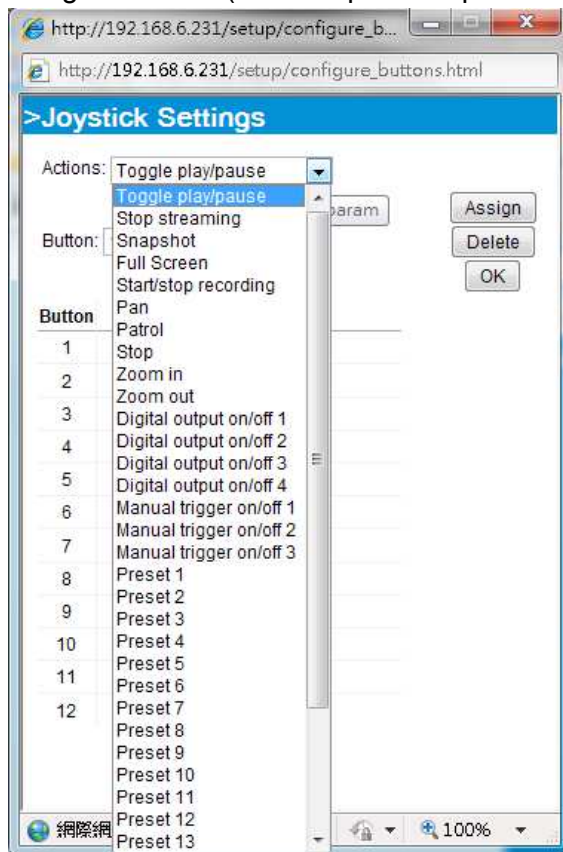 http://192.168.6.231/setup/configure_b...
http://192.168.6.231/setup/configure_buttons.html
>Joystick Settings
Actions: Toggle play/pause
Toggle play/pause
Stop streaming
Snapshot
Full Screen
Start/stop recording
Pan
Patrol
Stop
Zoom in
Zoom out
Digital output on/off 1
Digital output on/off 2
Digital output on/off 3
Digital output on/off 4
Manual trigger on/off 1
Manual trigger on/off 2
Manual trigger on/off 3
Preset 1
Preset 2
Preset 3
Preset 4
Preset 5
Preset 6
Preset 7
Preset 8
Preset 9
Preset 10
Preset 11
Preset 12
Preset 13
param
Assign
Button:
Delete
OK
Button
1
2
3
4
5
6
7
8
9
10
11
12
網際網
100%